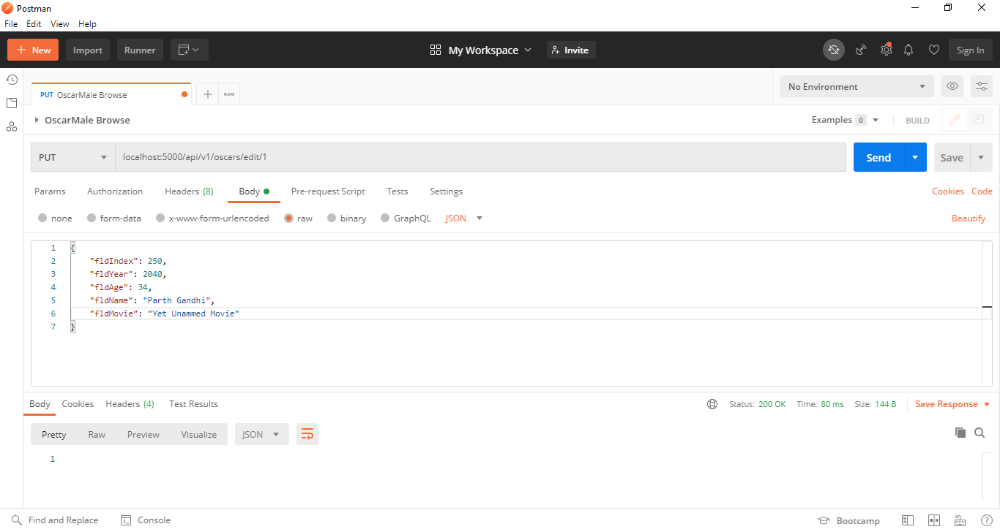 Postman
File Edit View Help
New Import Runner My Workspace Invite Sign In
PUT OscarMale Browse No Environment
OscarMale Browse Examples 0 BUILD
PUT localhost:5000/api/v1/oscars/edit/1 Send Save
Params Authorization Headers (8) Body Pre-request Script Tests Settings Cookies Code
none form-data x-www-form-urlencoded raw binary GraphQL JSON Beautify
1 {
2 "fldIndex": 250,
3 "fldYear": 2040,
4 "fldAge": 34,
5 "fldName": "Parth Gandhi",
6 "fldMovie": "Yet Unammed Movie"
7 }
Body Cookies Headers (4) Test Results Status: 200 OK Time: 80 ms Size: 144 B Save Response
Pretty Raw Preview Visualize JSON
1
Find and Replace Console Bootcamp